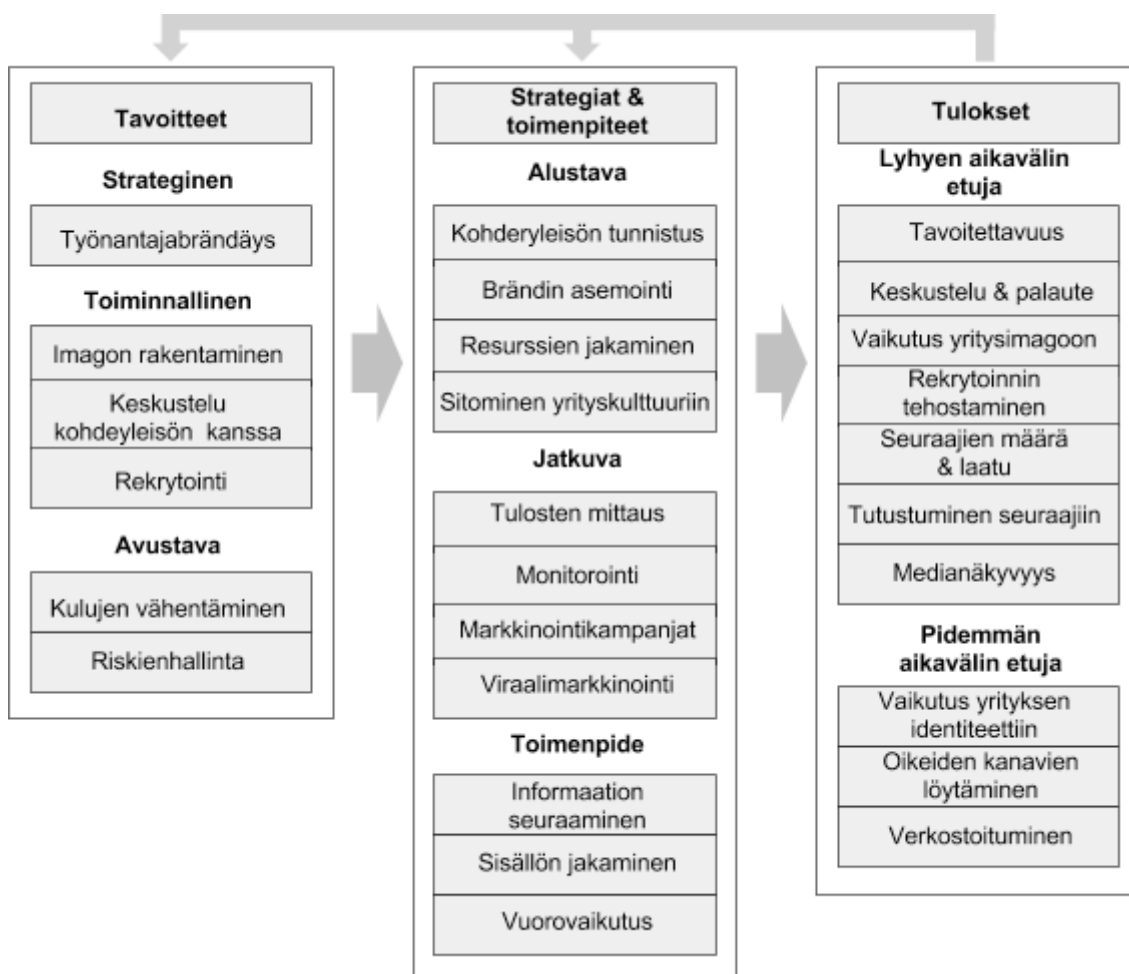 Tavoitteet
Strateginen
Työnantajabrändäys
Toiminnallinen
Imagon rakentaminen
Keskustelu
kohdeyleisön kanssa
Rekrytointi
Avustava
Kulujen vähentäminen
Riskienhallinta
Strategiat &
toimenpiteet
Alustava
Kohderyleisön tunnistus
Brändin asemointi
Resurssien jakaminen
Sitominen yrityskulttuuriin
Jatkuva
Tulosten mittaus
Monitorointi
Markkinointikampanjat
Viraalimarkkinointi
Toimenpide
Informaation
seuraaminen
Sisällön jakaminen
Vuorovaikutus
Tulokset
Lyhyen aikavälin
etuja
Tavoitettavuus
Keskustelu & palaute
Vaikutus yritysimagoon
Rekrytoinnin
tehostaminen
Seuraajien määrä
& laatu
Tutustuminen seuraajiin
Medianäkyvyys
Pidemmän
aikavälin etuja
Vaikutus yrityksen
identiteettiin
Oikeiden kanavien
löytäminen
Verkostoituminen